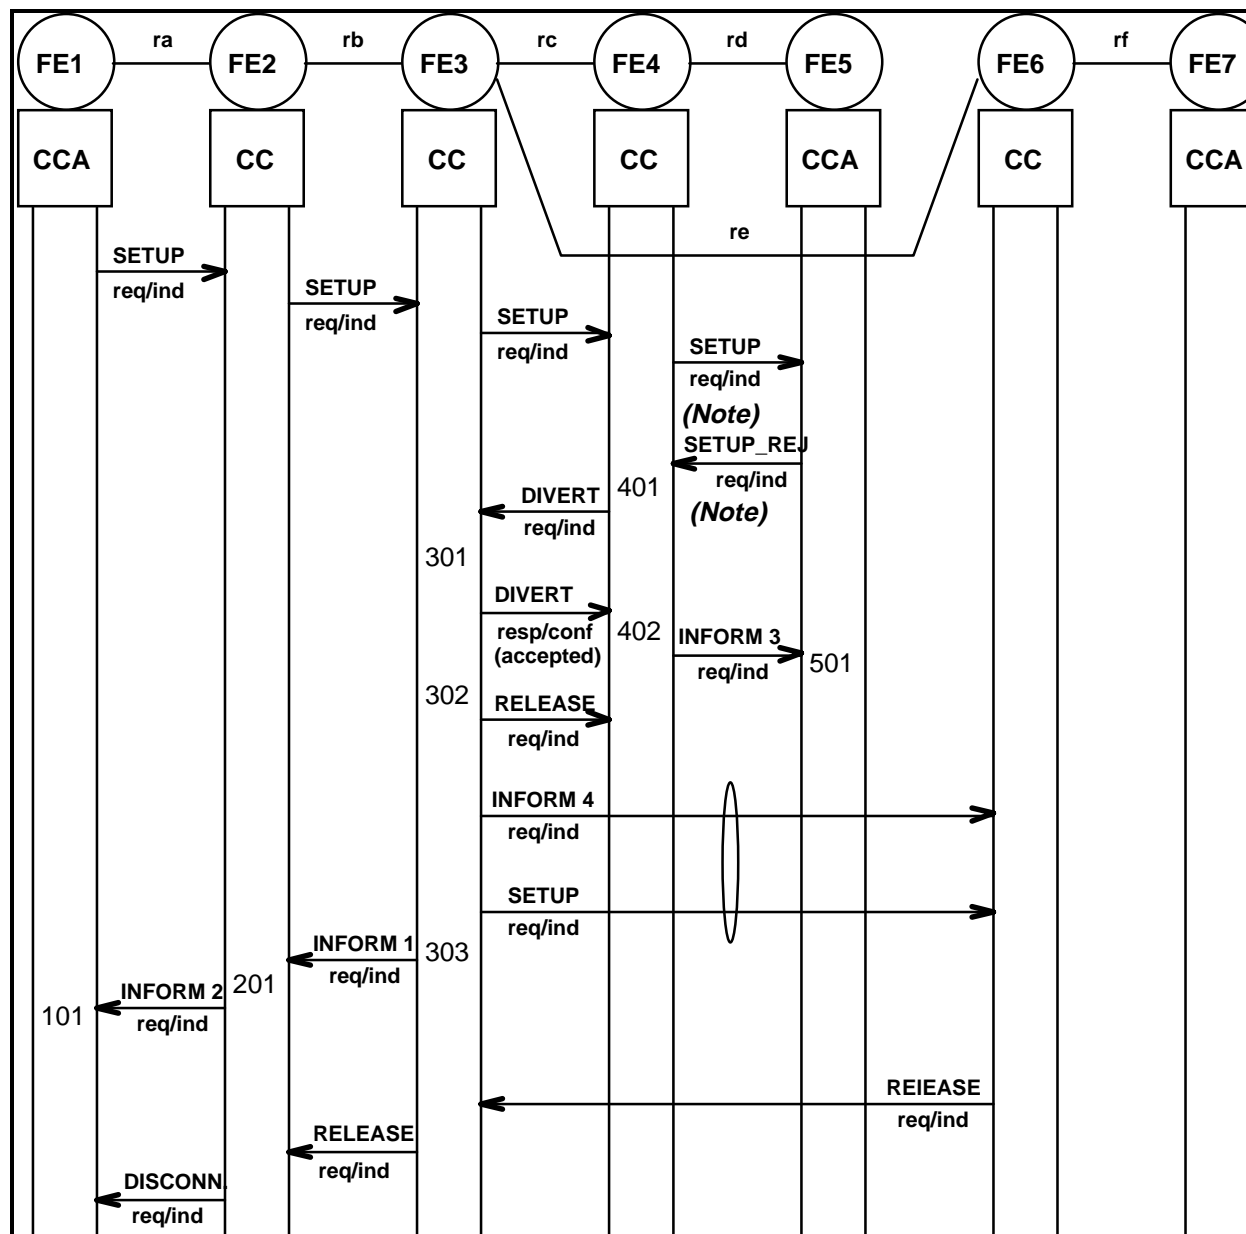 ra rb rc rd rf
FE1 FE2 FE3 FE4 FE5 FE6 FE7
CCA CC CC CC CCA CC CCA
re
SETUP
req/ind
SETUP
req/ind
SETUP
req/ind
SETUP
req/ind
(Note)
SETUP_REJ
req/ind
401
(Note)
DIVERT
req/ind
301
DIVERT
resp/conf
(accepted)
402
INFORM 3
req/ind
501
302
RELEASE
req/ind
INFORM 4
req/ind
SETUP
req/ind
303
INFORM 1
req/ind
201
INFORM 2
req/ind
101
REIEASE
req/ind
RELEASE
req/ind
DISCONN.
req/ind